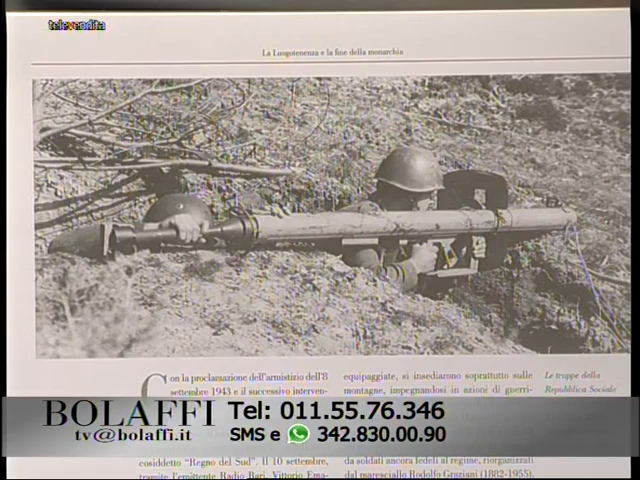 televendita
La Luogotenenza e la fine della monarchia
Con la proclamazione dell'armistizio dell'8
settembre 1943 e il successivo interven-
equipaggiate, si insediarono soprattutto sulle
montagne, impegnandosi in azioni di guerri-
Le truppe della
Repubblica Sociale
BOLAFFI
tv@bolaffi.it
Tel: 011.55.76.346
SMS e 342.830.00.90
cosiddetto "Regno del Sud". Il 10 settembre,
tramite l'emittente Radio Bari, Vittorio Ema-
da soldati ancora fedeli al regime, riorganizzati
dal maresciallo Rodolfo Graziani (1882-1955).